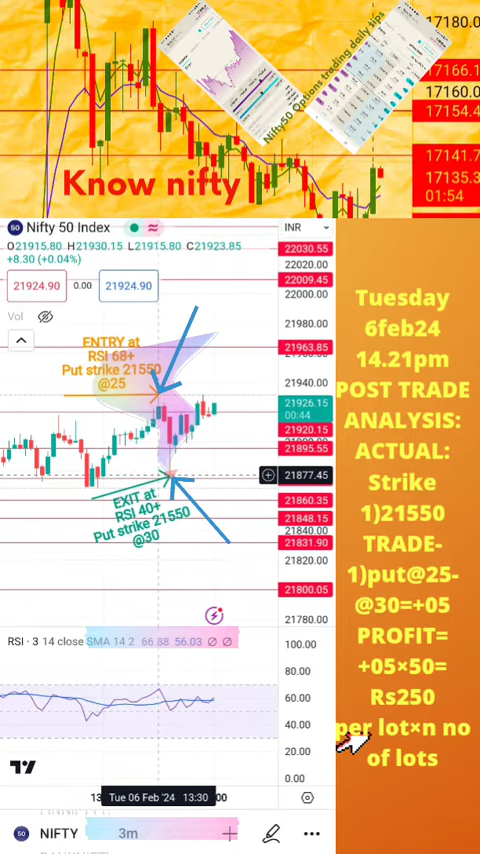 17180.0
Nifty50 Options trading daily tips
17166.1
17160.0
17154.4
17141.7
17135.3
01:54
Know nifty
50 Nifty 50 Index
INR
O21915.80 H21930.15 L21915.80 C21923.85
+8.30 (+0.04%)
21924.90 0.00 21924.90
Vol
22030.55
22020.00
22009.45
22000.00
21980.00
21963.85
21940.00
21926.15
00:44
21920.15
21895.55
21877.45
21860.35
21848.15
21840.00
21831.90
21800.05
21780.00
ENTRY at
RSI 68+
Put strike 21550
@25
EXIT at
RSI 40+
Put strike 21550
@30
RSI · 3 14 close SMA 14 2 66.88 56.03 Ø Ø
100.00
80.00
60.00
40.00
20.00
0.00
Tue 06 Feb '24 13:30
50 NIFTY 3m
Tuesday
6feb24
14.21pm
POST TRADE
ANALYSIS:
ACTUAL:
Strike
1)21550
TRADE-
1)put@25-
@30=+05
PROFIT=
+05×50=
Rs250
per lot×n no
of lots